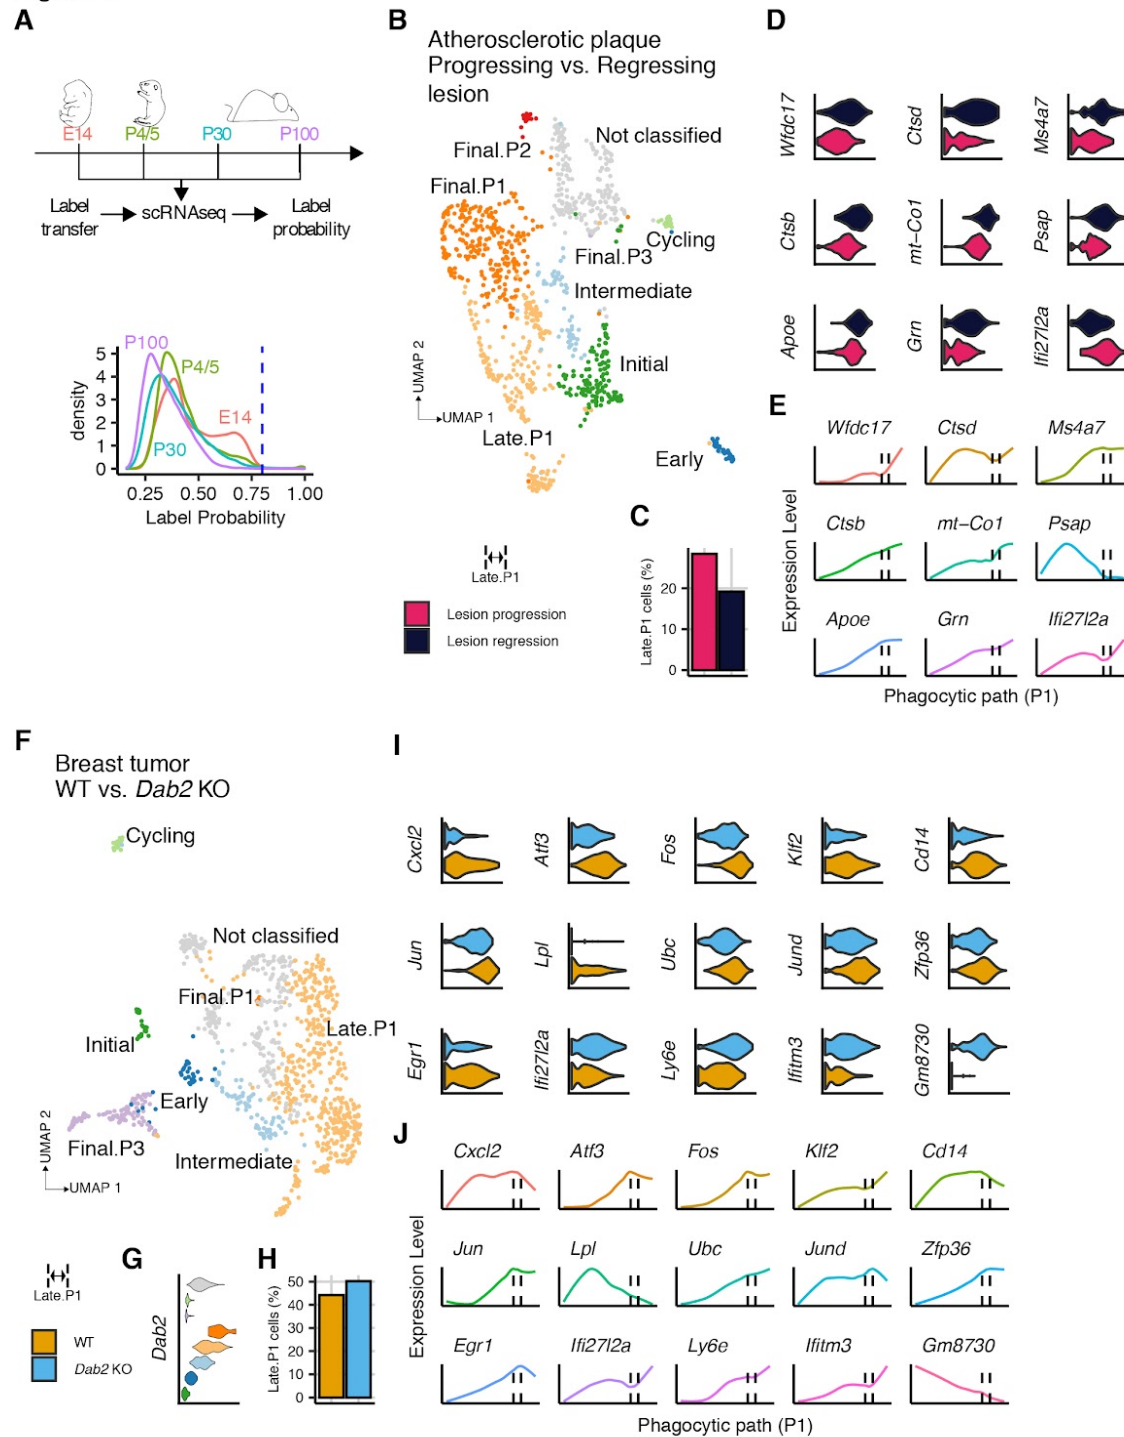 A
E14
P4/5
P30
P100
Label transfer
scRNAseq
Label probability
P100
P4/5
E14
P30
density
5
4
3
2
1
0
0.25 0.50 0.75 1.00
Label Probability
B
Atherosclerotic plaque
Progressing vs. Regressing
lesion
Not classified
Final.P2
Final.P1
Cycling
Final.P3
Intermediate
Initial
Late.P1
Early
UMAP 2
UMAP 1
Late.P1
Lesion progression
Lesion regression
C
Late.P1 cells (%)
20
10
0
D
Wfdc17
Ctsd
Ms4a7
Ctsb
mt-Co1
Psap
Apoe
Grn
Ifi27l2a
E
Wfdc17
Ctsd
Ms4a7
Ctsb
mt-Co1
Psap
Apoe
Grn
Ifi27l2a
Expression Level
Phagocytic path (P1)
F
Breast tumor
WT vs. Dab2 KO
Cycling
Not classified
Final.P1
Late.P1
Initial
Early
Final.P3
Intermediate
UMAP 2
UMAP 1
Late.P1
WT
Dab2 KO
G
Dab2
H
Late.P1 cells (%)
50
40
30
20
10
0
I
Cxcl2
Atf3
Fos
Klf2
Cd14
Jun
Lpl
Ubc
Jund
Zfp36
Egr1
Ifi27l2a
Ly6e
Ifitm3
Gm8730
J
Cxcl2
Atf3
Fos
Klf2
Cd14
Jun
Lpl
Ubc
Jund
Zfp36
Egr1
Ifi27l2a
Ly6e
Ifitm3
Gm8730
Expression Level
Phagocytic path (P1)